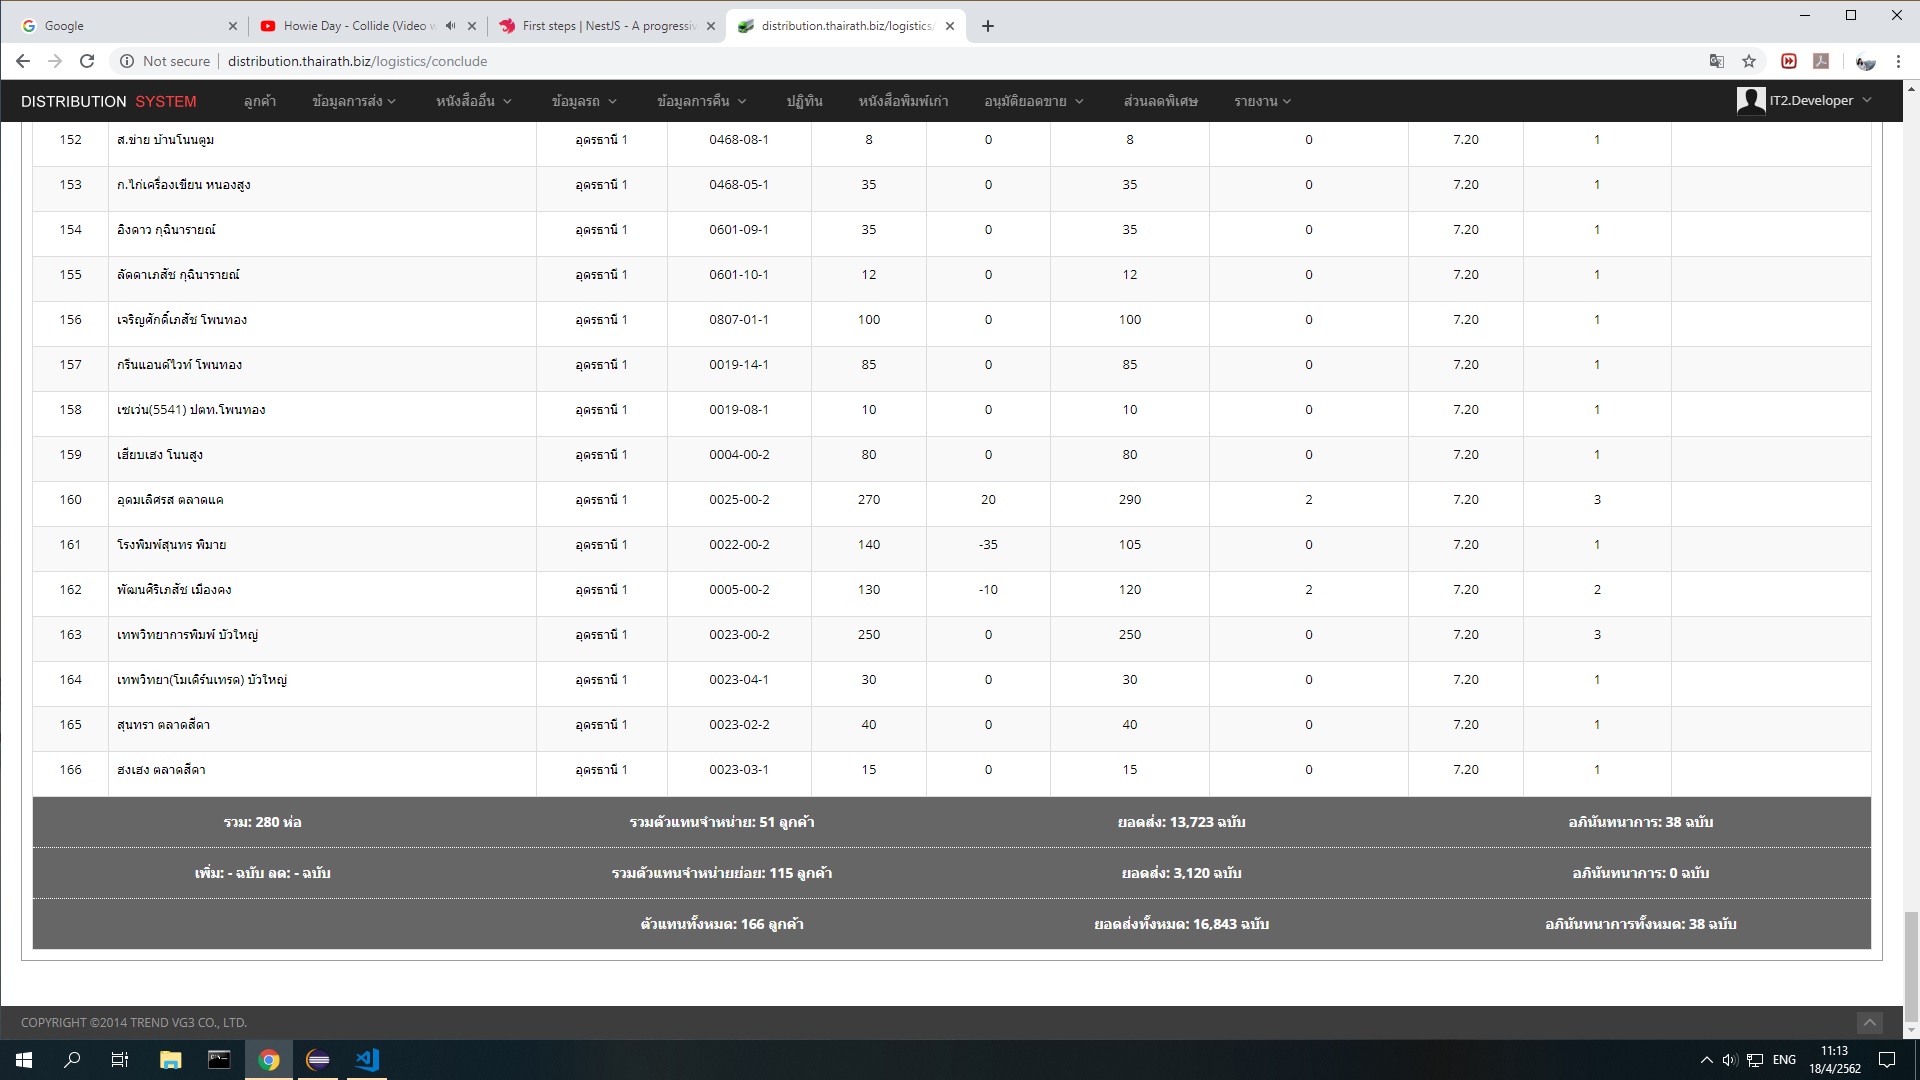 Google
Howie Day - Collide (Video w
First steps | NestJS - A progressiv
distribution.thairath.biz/logistics/
Not secure distribution.thairath.biz/logistics/conclude
DISTRIBUTION SYSTEM ลูกค้า ข้อมูลการส่ง หนังสืออื่น ข้อมูลรถ ข้อมูลการคืน ปฏิทิน หนังสือพิมพ์เก่า อนุมัติยอดขาย ส่วนลดพิเศษ รายงาน IT2.Developer
152 ส.ข่าย บ้านโนนตูม อุดรธานี 1 0468-08-1 8 0 8 0 7.20 1
153 ก.ไก่เครื่องเขียน หนองสูง อุดรธานี 1 0468-05-1 35 0 35 0 7.20 1
154 อิงดาว กุฉินารายณ์ อุดรธานี 1 0601-09-1 35 0 35 0 7.20 1
155 ลัดดาเภสัช กุฉินารายณ์ อุดรธานี 1 0601-10-1 12 0 12 0 7.20 1
156 เจริญศักดิ์เภสัช โพนทอง อุดรธานี 1 0807-01-1 100 0 100 0 7.20 1
157 กรีนแอนด์ไวท์ โพนทอง อุดรธานี 1 0019-14-1 85 0 85 0 7.20 1
158 เซเว่น(5541) ปตท.โพนทอง อุดรธานี 1 0019-08-1 10 0 10 0 7.20 1
159 เฮียบเฮง โนนสูง อุดรธานี 1 0004-00-2 80 0 80 0 7.20 1
160 อุดมเลิศรส ตลาดแค อุดรธานี 1 0025-00-2 270 20 290 2 7.20 3
161 โรงพิมพ์สุนทร พิมาย อุดรธานี 1 0022-00-2 140 -35 105 0 7.20 1
162 พัฒนศิริเภสัช เมืองคง อุดรธานี 1 0005-00-2 130 -10 120 2 7.20 2
163 เทพวิทยาการพิมพ์ บัวใหญ่ อุดรธานี 1 0023-00-2 250 0 250 0 7.20 3
164 เทพวิทยา(โมเดิร์นเทรด) บัวใหญ่ อุดรธานี 1 0023-04-1 30 0 30 0 7.20 1
165 สุนทรา ตลาดสีดา อุดรธานี 1 0023-02-2 40 0 40 0 7.20 1
166 ฮงเฮง ตลาดสีดา อุดรธานี 1 0023-03-1 15 0 15 0 7.20 1
รวม: 280 ห่อ รวมตัวแทนจำหน่าย: 51 ลูกค้า ยอดส่ง: 13,723 ฉบับ อภินันทนาการ: 38 ฉบับ
เพิ่ม: - ฉบับ ลด: - ฉบับ รวมตัวแทนจำหน่ายย่อย: 115 ลูกค้า ยอดส่ง: 3,120 ฉบับ อภินันทนาการ: 0 ฉบับ
ตัวแทนทั้งหมด: 166 ลูกค้า ยอดส่งทั้งหมด: 16,843 ฉบับ อภินันทนาการทั้งหมด: 38 ฉบับ
COPYRIGHT ©2014 TREND VG3 CO., LTD.
ENG
11:13
18/4/2562